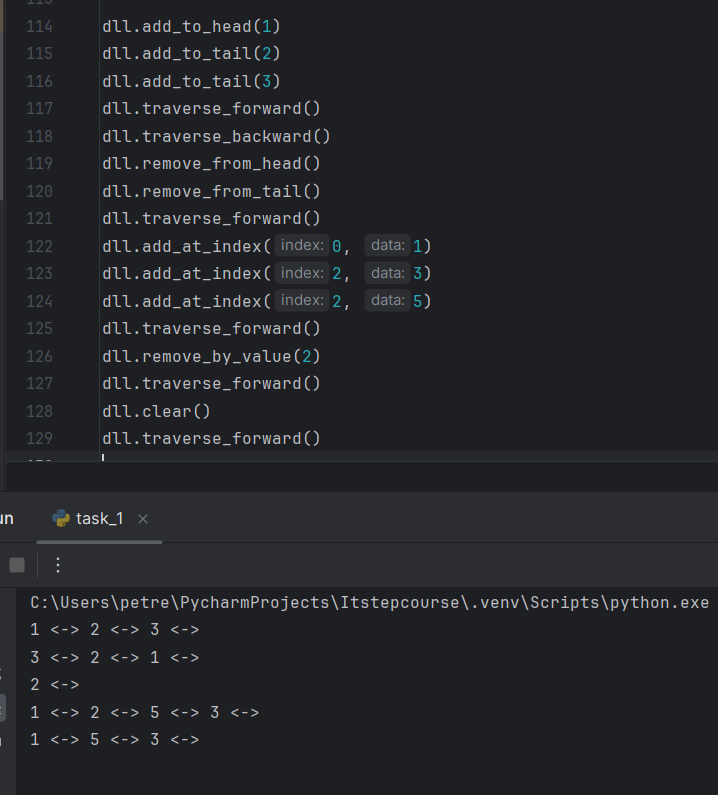 114 dll.add_to_head(1)
115 dll.add_to_tail(2)
116 dll.add_to_tail(3)
117 dll.traverse_forward()
118 dll.traverse_backward()
119 dll.remove_from_head()
120 dll.remove_from_tail()
121 dll.traverse_forward()
122 dll.add_at_index( index: 0, data: 1)
123 dll.add_at_index( index: 2, data: 3)
124 dll.add_at_index( index: 2, data: 5)
125 dll.traverse_forward()
126 dll.remove_by_value(2)
127 dll.traverse_forward()
128 dll.clear()
129 dll.traverse_forward()
un task_1 ×
C:\Users\petre\PycharmProjects\Itstepcourse\.venv\Scripts\python.exe
1 <-> 2 <-> 3 <->
3 <-> 2 <-> 1 <->
2 <->
1 <-> 2 <-> 5 <-> 3 <->
1 <-> 5 <-> 3 <->